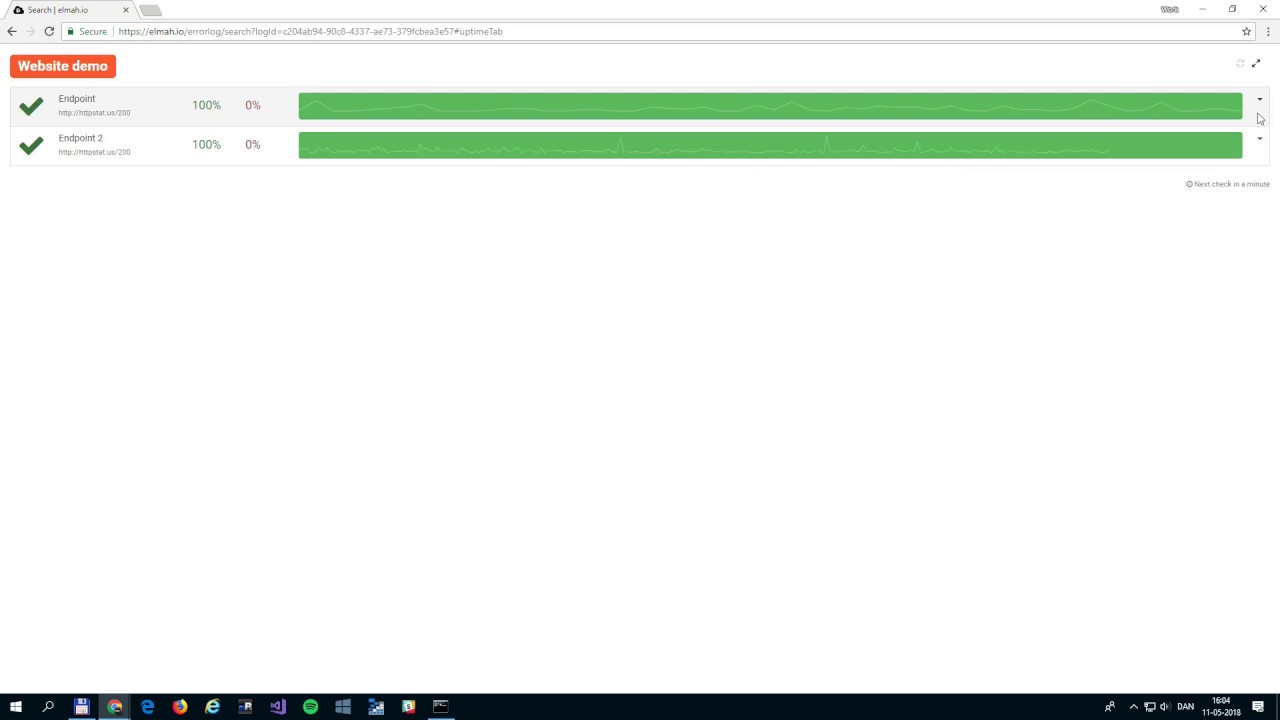 Search | elmah.io
Work
Secure
https://elmah.io/errorlog/search?logId=c204ab94-90c8-4337-ae73-379fcbea3e57#uptimeTab
Website demo
Endpoint
http://httpstat.us/200
100%
0%
Endpoint 2
http://httpstat.us/200
100%
0%
Next check in a minute
DAN
16:04
11-05-2018